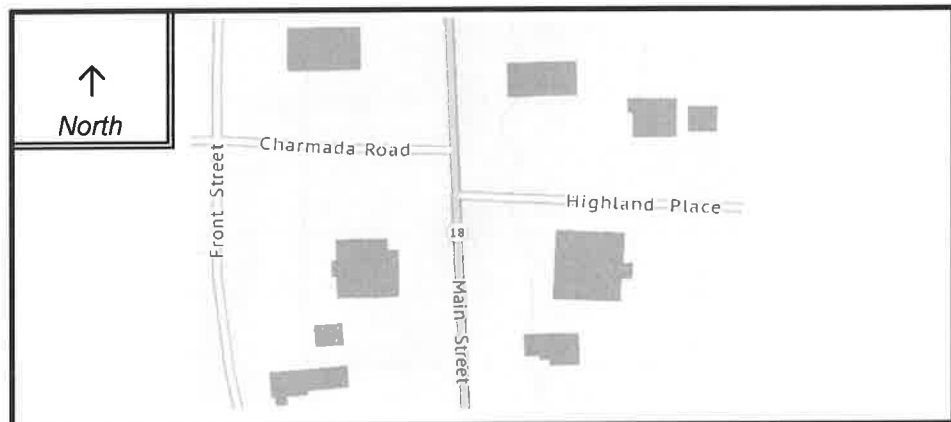 North
Charmada Road
Front Street
Highland Place
18
Main Street